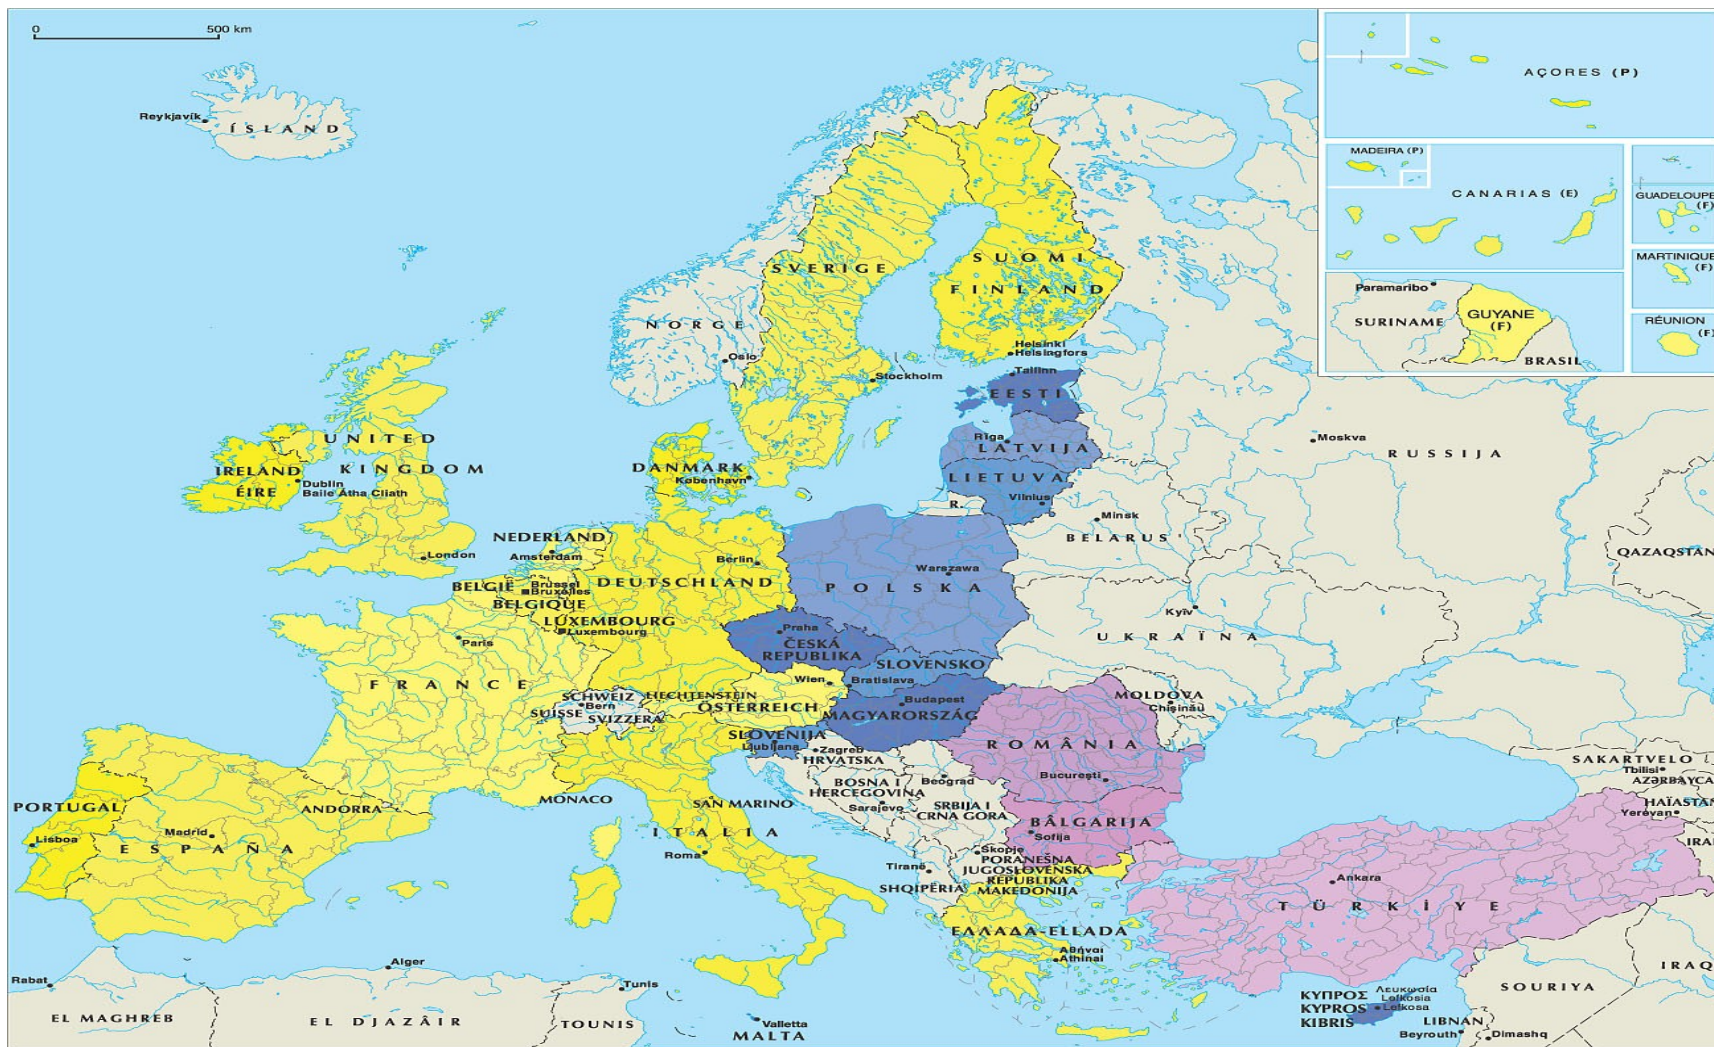 0 500 km
AÇORES (P)
MADEIRA (P)
CANARIAS (E)
GUADELOUPE
(F)
MARTINIQUE
(F)
Paramaribo
SURINAME
GUYANE
(F)
BRASIL
RÉUNION
(F)
Reykjavík
ÍSLAND
SVERIGE
SUOMI
FINLAND
NORGE
Oslo
Helsinki
Helsingfors
Stockholm
Tallinn
EESTI
Rīga
LATVIJA
LIETUVA
Vilnius
R.
Moskva
RUSSIJA
UNITED
KINGDOM
IRELAND
ÉIRE
Dublin
Baile Átha Cliath
London
DANMARK
København
NEDERLAND
Amsterdam
BELGIË
Brüssel
Bruxelles
BELGIQUE
LUXEMBOURG
Luxembourg
Berlin
DEUTSCHLAND
Warszawa
POLSKA
Minsk
BELARUS'
QAZAQSTAN
Kyïv
UKRAÏNA
Paris
FRANCE
Praha
ČESKÁ
REPUBLIKA
SLOVENSKO
Bratislava
Wien
LIECHTENSTEIN
ÖSTERREICH
SCHWEIZ
Bern
SUISSE
SVIZZERA
Budapest
MAGYARORSZÁG
MOLDOVA
Chişinău
SLOVENIJA
Ljubljana
Zagreb
HRVATSKA
BOSNA I
HERCEGOVINA
Sarajevo
Beograd
SRBIJA I
CRNA GORA
ROMÂNIA
Bucureşti
BÂLGARIJA
Sofija
Skopje
PORANEŠNA
JUGOSLOVENSKA
REPUBLIKA
MAKEDONIJA
Tiranë
SHQIPËRIA
ΕΛΛΑΔΑ-ELLADA
Αθήναι
Athinai
PORTUGAL
Lisboa
Madrid
ESPAÑA
ANDORRA
MONACO
SAN MARINO
ITALIA
Roma
SAKARTVELO
Tbilisi
AZƏRBAYCA
HAÏASTAN
Yerevan
IRA
Ankara
TÜRKİYE
ΚΥΠΡΟΣ
KYPROS
KIBRIS
Λευκωσία
Lefkosia
Lefkosa
SOURIYA
IRAQ
LIBNAN
Beyrouth
Dimashq
Rabat
EL MAGHREB
Alger
EL DJAZÂIR
Tunis
TOUNIS
Valletta
MALTA